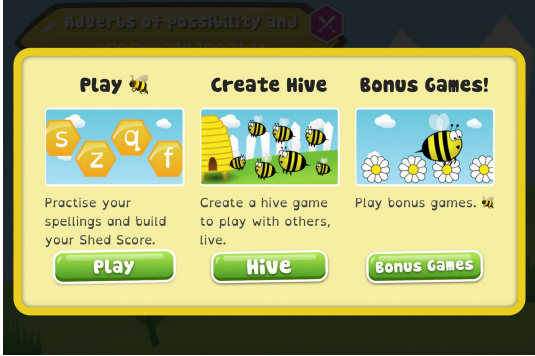 Adverbs of Possibility and
Play
Create Hive
Bonus Games!
s
z
q
f
Practise your
spellings and build
your Shed Score.
Create a hive game
to play with others,
live.
Play bonus games.
Play
Hive
Bonus Games